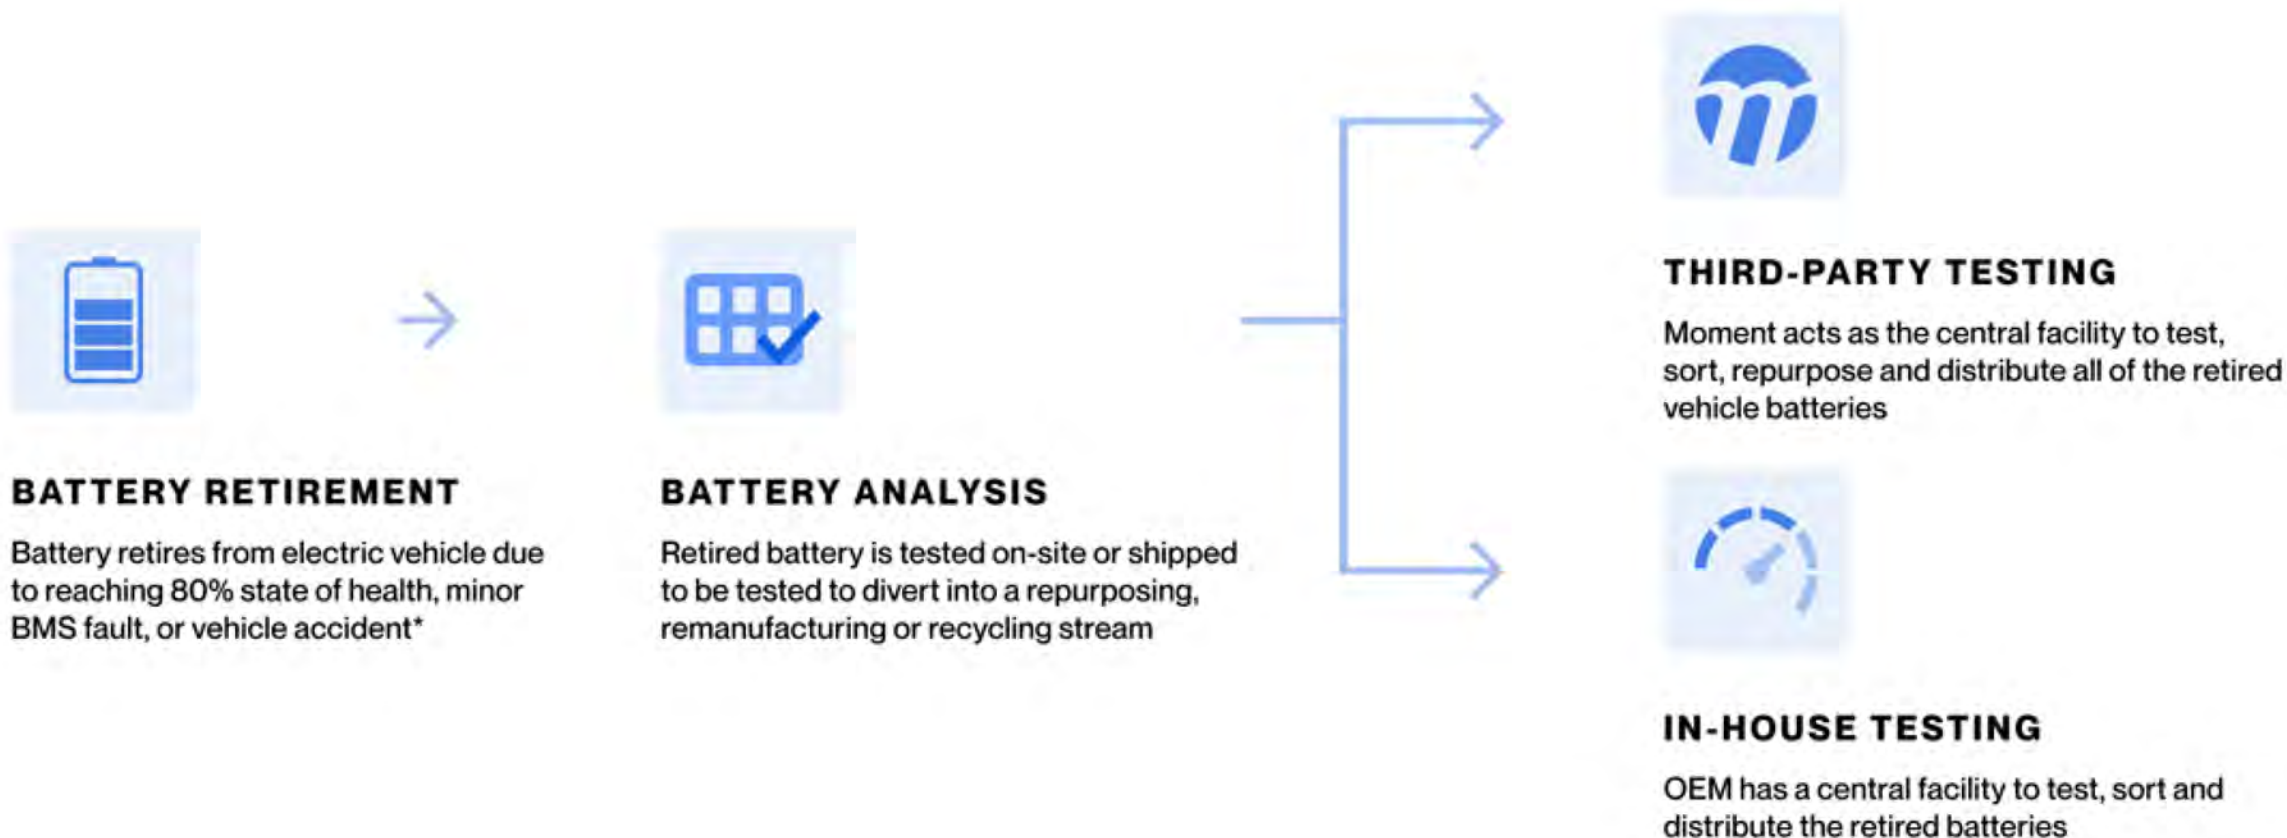 BATTERY RETIREMENT
Battery retires from electric vehicle due
to reaching 80% state of health, minor
BMS fault, or vehicle accident*
BATTERY ANALYSIS
Retired battery is tested on-site or shipped
to be tested to divert into a repurposing,
remanufacturing or recycling stream
THIRD-PARTY TESTING
Moment acts as the central facility to test,
sort, repurpose and distribute all of the retired
vehicle batteries
IN-HOUSE TESTING
OEM has a central facility to test, sort and
distribute the retired batteries